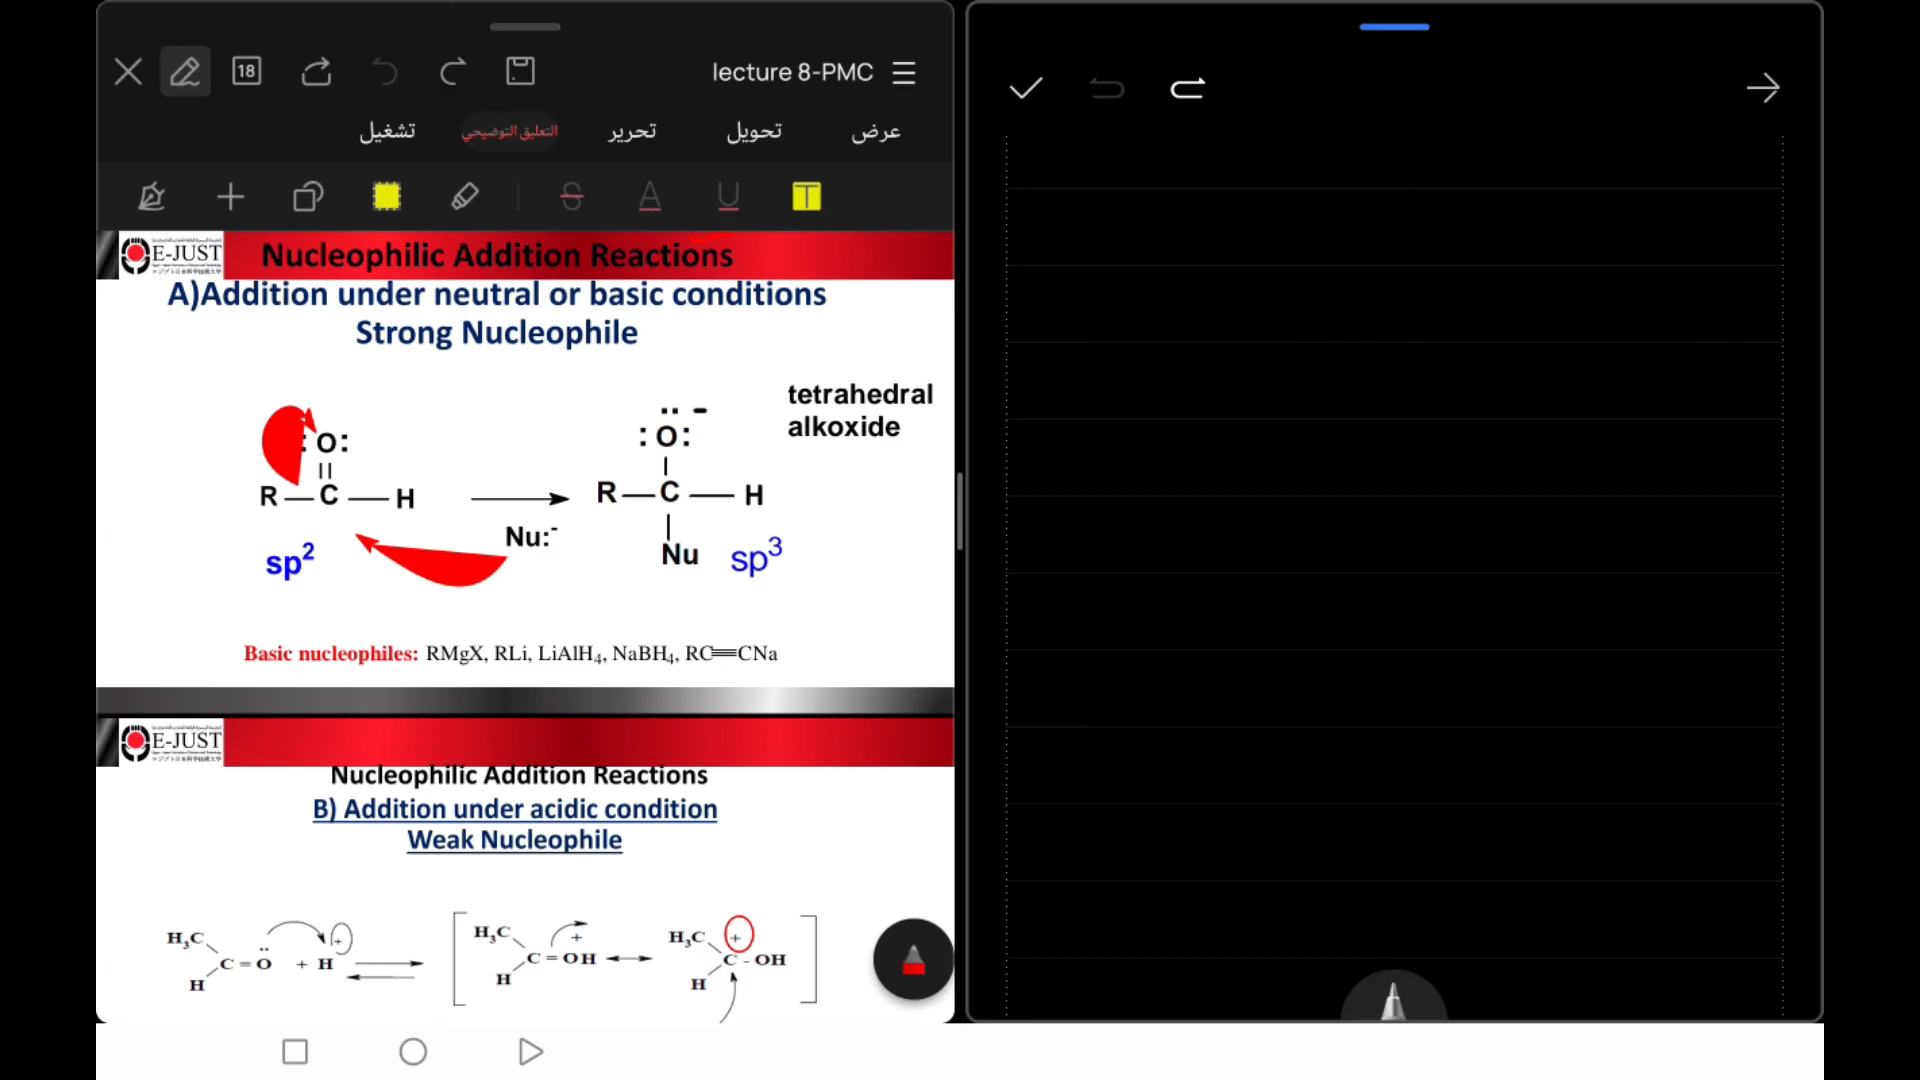 18
lecture 8-PMC
عرض
تحويل
تحرير
التعليق التوضيحي
تشغيل
S A U T
E-JUST
Nucleophilic Addition Reactions
A)Addition under neutral or basic conditions
Strong Nucleophile
tetrahedral
alkoxide
:O:
R—C—H
Nu:⁻
sp²
:Ö:⁻
R—C—H
Nu
sp³
Basic nucleophiles: RMgX, RLi, LiAlH₄, NaBH₄, RC≡CNa
E-JUST
Nucleophilic Addition Reactions
B) Addition under acidic condition
Weak Nucleophile
H₃C
C=Ö + H +
H
H₃C +
C=OH
H
H₃C +
C-OH
H